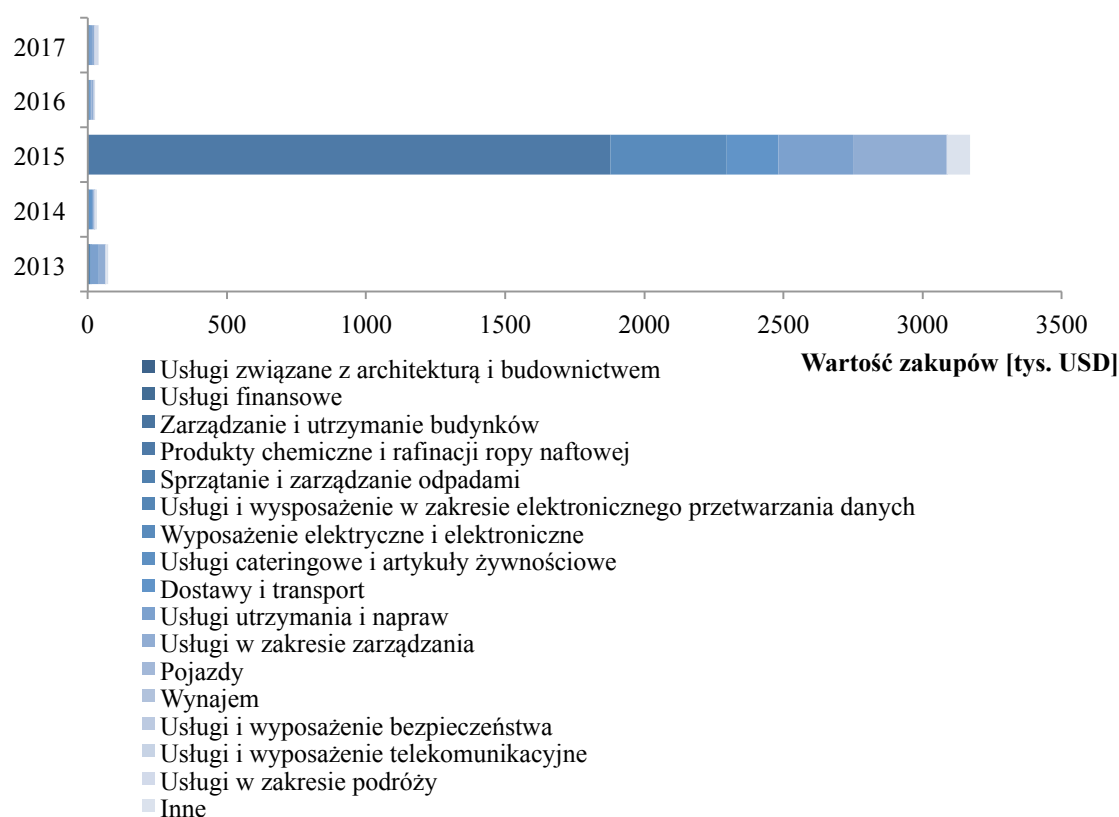 2017
2016
2015
2014
2013
0 500 1000 1500 2000 2500 3000 3500
Wartość zakupów [tys. USD]
Usługi związane z architekturą i budownictwem
Usługi finansowe
Zarządzanie i utrzymanie budynków
Produkty chemiczne i rafinacji ropy naftowej
Sprzątanie i zarządzanie odpadami
Usługi i wysposażenie w zakresie elektronicznego przetwarzania danych
Wyposażenie elektryczne i elektroniczne
Usługi cateringowe i artykuły żywnościowe
Dostawy i transport
Usługi utrzymania i napraw
Usługi w zakresie zarządzania
Pojazdy
Wynajem
Usługi i wyposażenie bezpieczeństwa
Usługi i wyposażenie telekomunikacyjne
Usługi w zakresie podróży
Inne